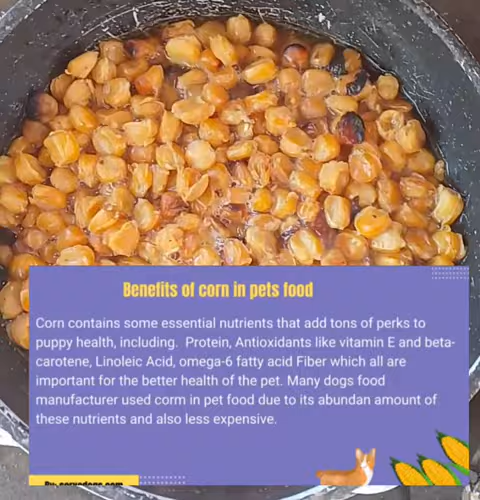 Benefits of corn in pets food
Corn contains some essential nutrients that add tons of perks to
puppy health, including.  Protein, Antioxidants like vitamin E and beta-
carotene, Linoleic Acid, omega-6 fatty acid Fiber which all are
important for the better health of the pet. Many dogs food
manufacturer used corn in pet food due to its abundan amount of
these nutrients and also less expensive.